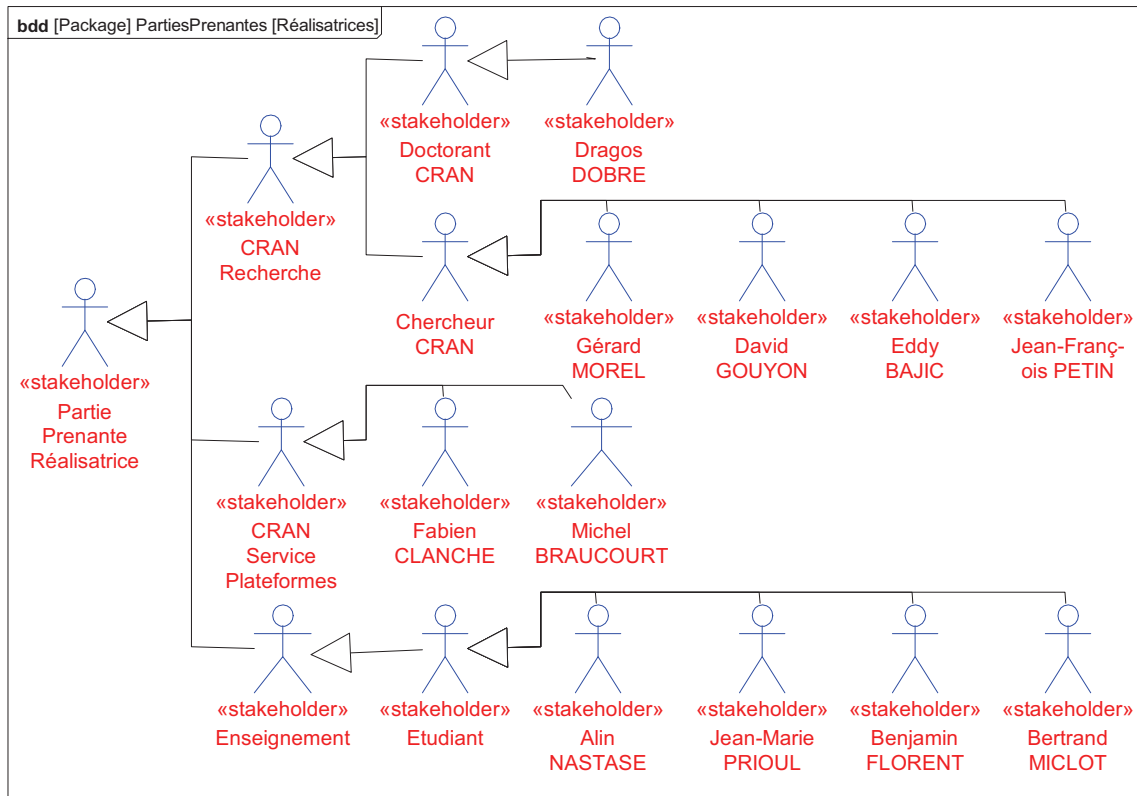 bdd [Package] PartiesPrenantes [Réalisatrices]
«stakeholder»
Doctorant
CRAN
«stakeholder»
Dragos
DOBRE
«stakeholder»
CRAN
Recherche
Chercheur
CRAN
«stakeholder»
Gérard
MOREL
«stakeholder»
David
GOUYON
«stakeholder»
Eddy
BAJIC
«stakeholder»
Jean-Franç-
ois PETIN
«stakeholder»
Partie
Prenante
Réalisatrice
«stakeholder»
CRAN
Service
Plateformes
«stakeholder»
Fabien
CLANCHE
«stakeholder»
Michel
BRAUCOURT
«stakeholder»
Enseignement
«stakeholder»
Etudiant
«stakeholder»
Alin
NASTASE
«stakeholder»
Jean-Marie
PRIOUL
«stakeholder»
Benjamin
FLORENT
«stakeholder»
Bertrand
MICLOT